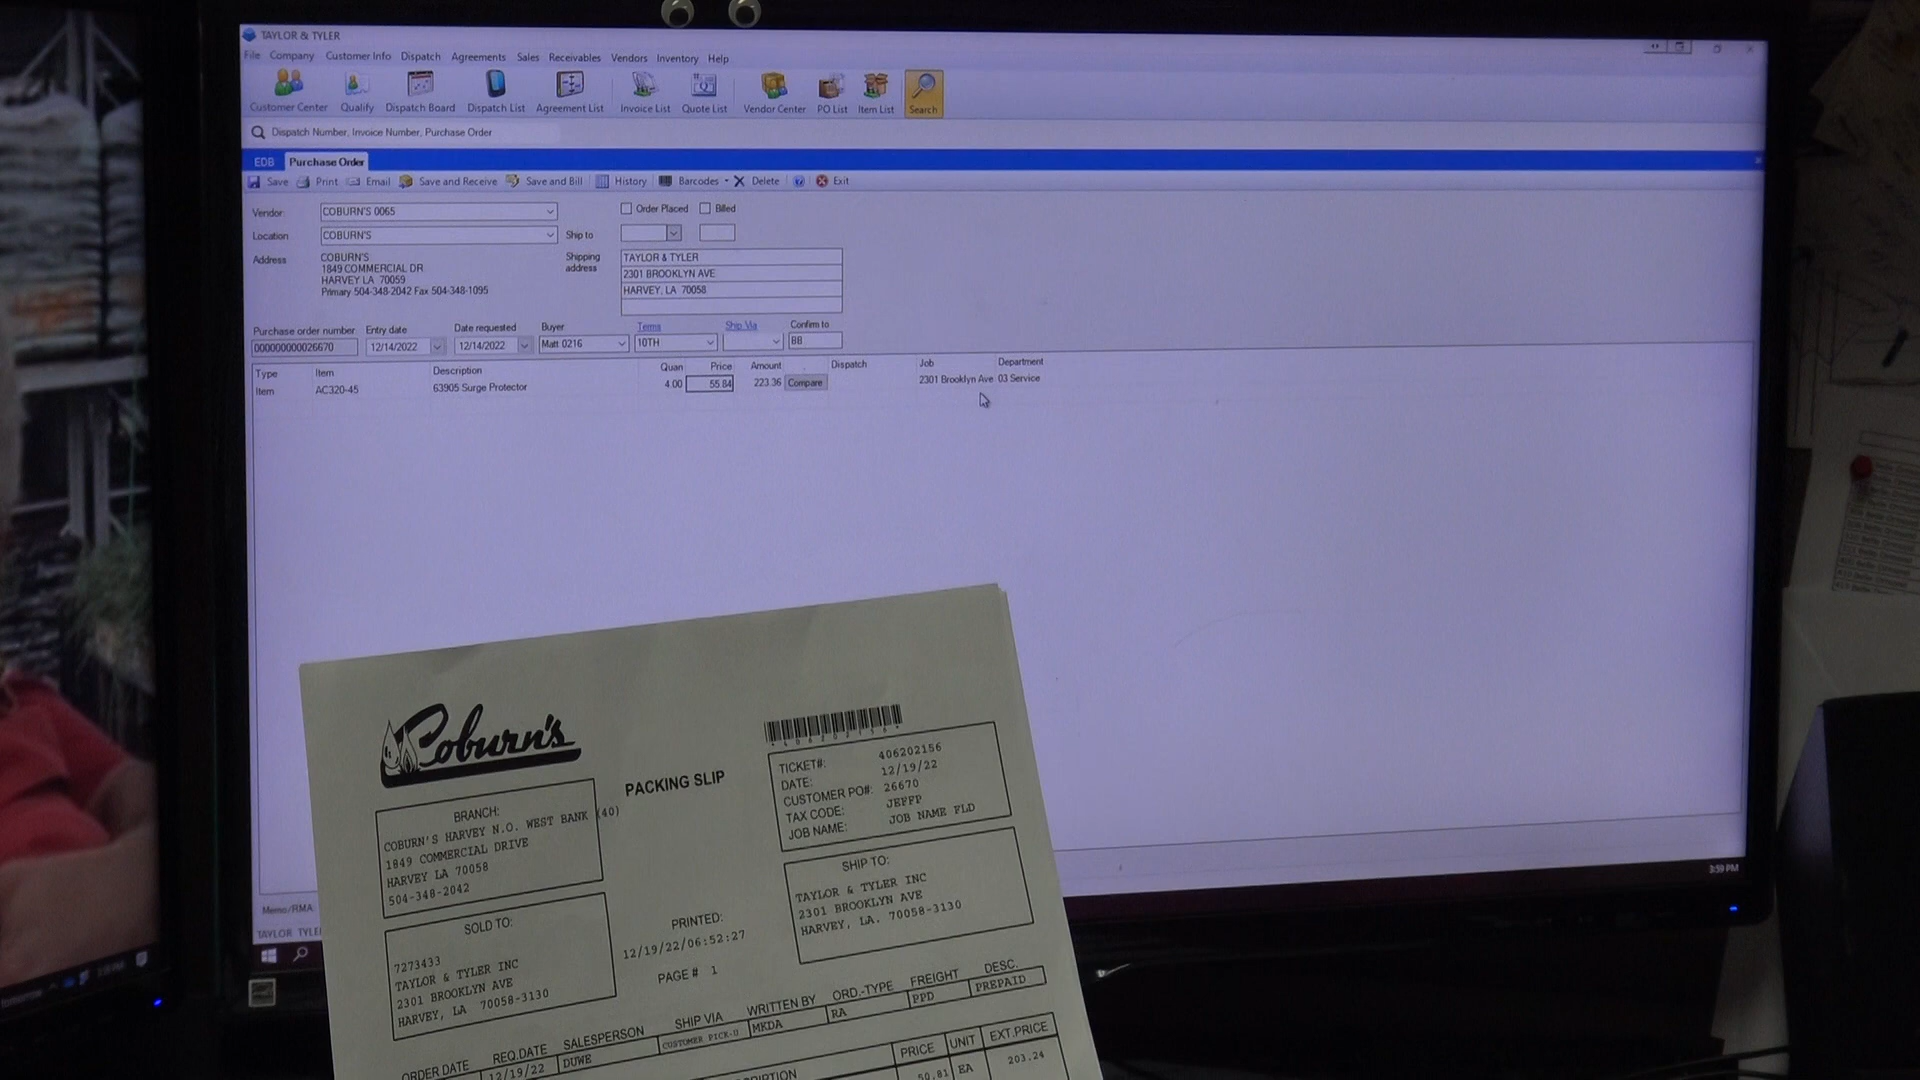 TAYLOR & TYLER
File Company Customer Info Dispatch Agreements Sales Receivables Vendors Inventory Help
Customer Center Qualify Dispatch Board Dispatch List Agreement List Invoice List Quote List Vendor Center PO List Item List Search
Dispatch Number, Invoice Number, Purchase Order
EDB Purchase Order
Save Print Email Save and Receive Save and Bill History Barcodes Delete Exit
Vendor COBURN'S 0065 Order Placed Billed
Location COBURN'S Ship to
Address COBURN'S
1849 COMMERCIAL DR
HARVEY LA 70059
Primary 504-348-2042 Fax 504-348-1095
Shipping address
TAYLOR & TYLER
2301 BROOKLYN AVE
HARVEY, LA 70058
Purchase order number Entry date Date requested Buyer Terms Ship Via Confirm to
000000000026670 12/14/2022 12/14/2022 Matt 0216 10TH BB
Type Item Description Quan Price Amount Dispatch Job Department
Item AC320-45 63905 Surge Protector 4.00 55.84 223.36 Compare 2301 Brooklyn Ave 03 Service
Memo/RMA
TAYLOR TYLE
3:59 PM
Coburn's
PACKING SLIP
TICKET#: 406202156
DATE: 12/19/22
CUSTOMER PO#: 26670
TAX CODE: JEFFP
JOB NAME: JOB NAME FLD
BRANCH:
COBURN'S HARVEY N.O. WEST BANK (40)
1849 COMMERCIAL DRIVE
HARVEY LA 70058
504-348-2042
SHIP TO:
TAYLOR & TYLER INC
2301 BROOKLYN AVE
HARVEY, LA. 70058-3130
SOLD TO:
7273433
TAYLOR & TYLER INC
2301 BROOKLYN AVE
HARVEY, LA 70058-3130
PRINTED:
12/19/22/06:52:27
PAGE # 1
ORDER DATE REQ.DATE SALESPERSON SHIP VIA WRITTEN BY ORD.-TYPE FREIGHT DESC.
12/19/22 DUWE CUSTOMER PICK-U MKDA RA PPD PREPAID
PRICE UNIT EXT.PRICE
50.81 EA 203.24